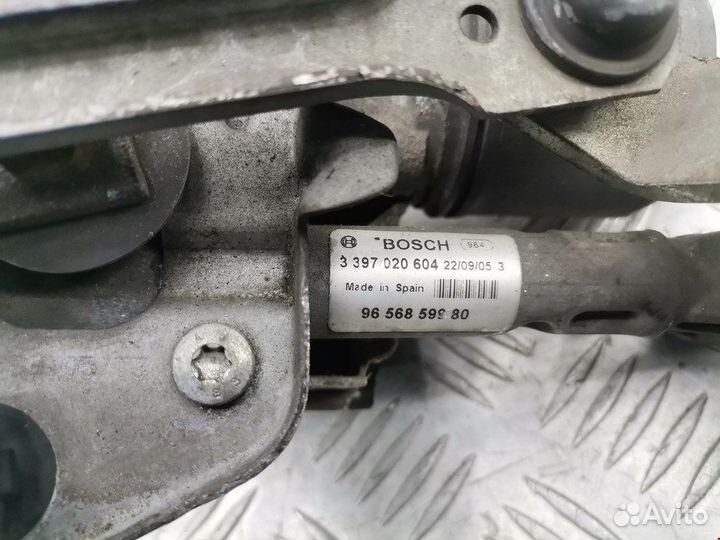 BOSCH 984
3 397 020 604 22/09/05 3
Made in Spain
96 568 599 80
Avito